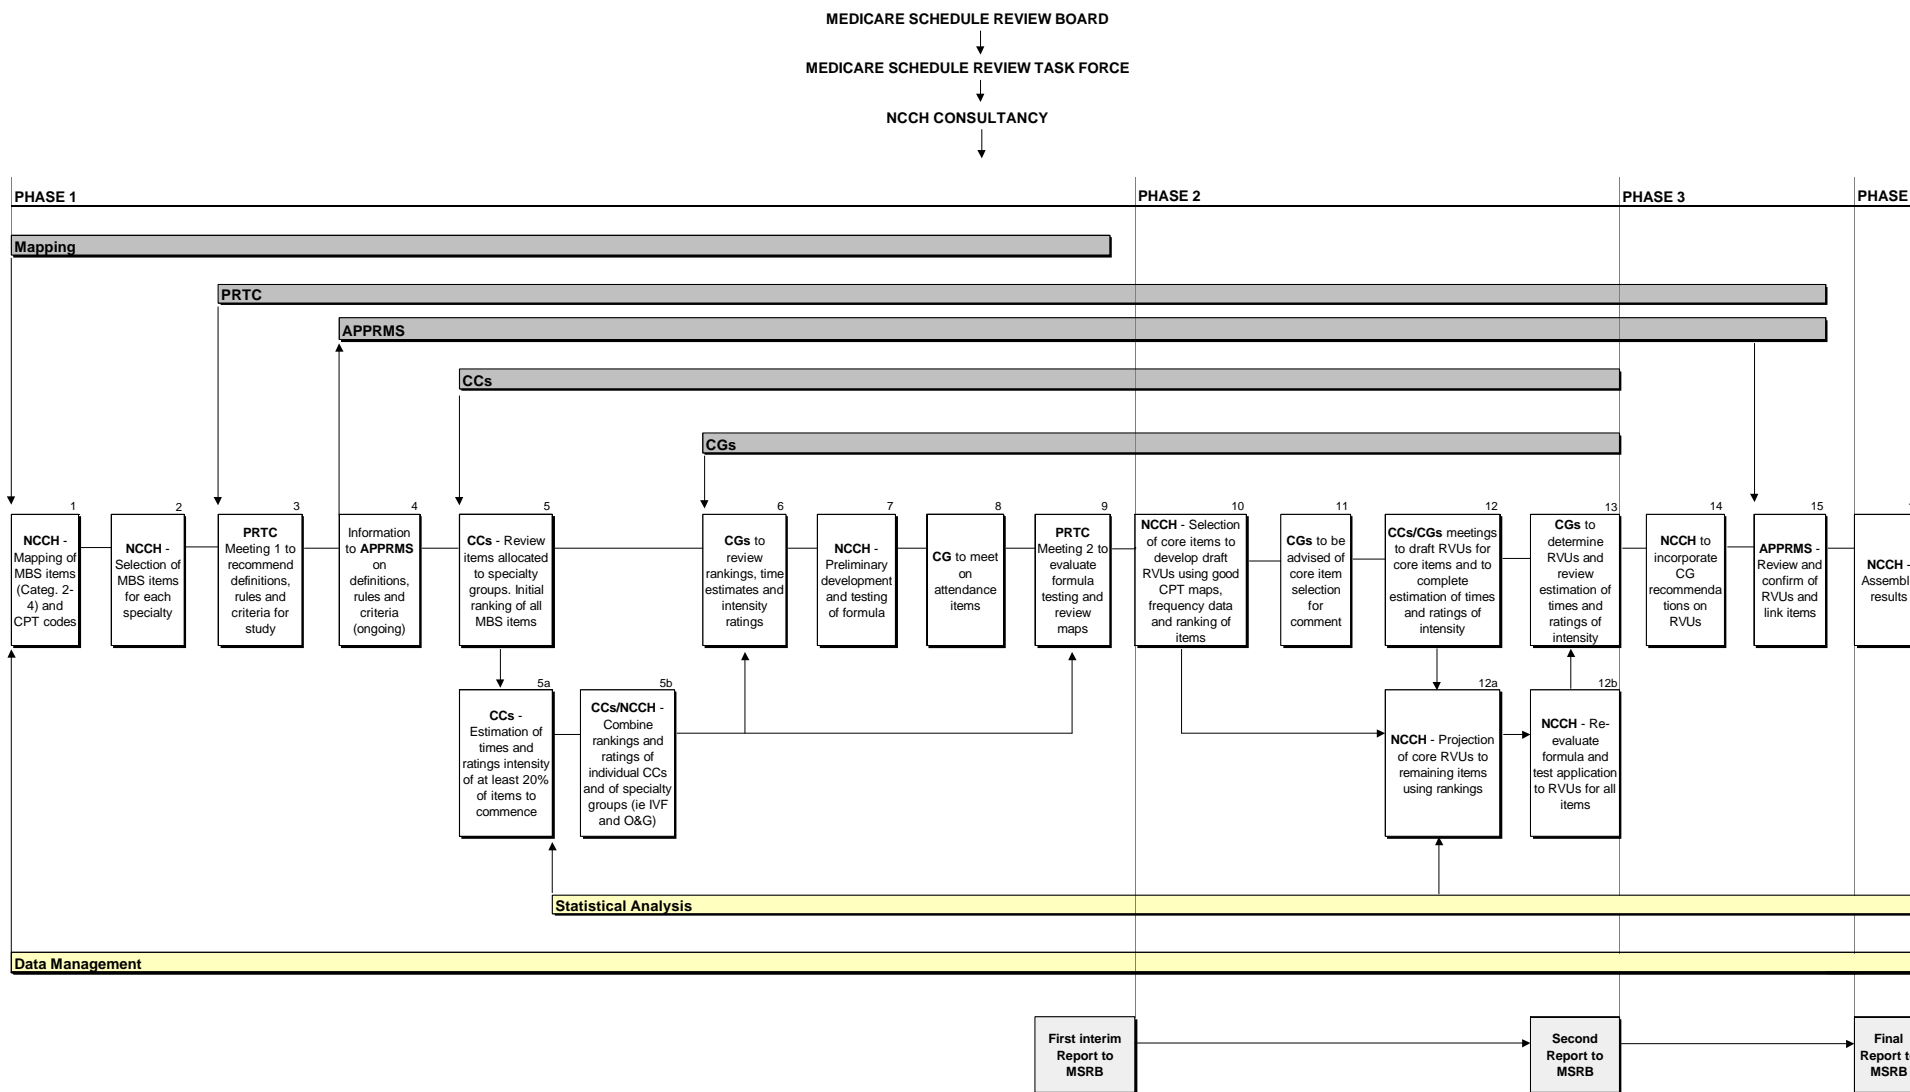 MEDICARE SCHEDULE REVIEW BOARD
MEDICARE SCHEDULE REVIEW TASK FORCE
NCCH CONSULTANCY
PHASE 1
PHASE 2
PHASE 3
PHASE
Mapping
PRTC
APPRMS
CCs
CGs
1
NCCH -
Mapping of
MBS items
(Categ. 2-
4) and
CPT codes
2
NCCH -
Selection of
MBS items
for each
specialty
3
PRTC
Meeting 1 to
recommend
definitions,
rules and
criteria for
study
4
Information
to APPRMS
on
definitions,
rules and
criteria
(ongoing)
5
CCs - Review
items allocated
to specialty
groups. Initial
ranking of all
MBS items
6
CGs to
review
rankings, time
estimates and
intensity
ratings
7
NCCH -
Preliminary
development
and testing
of formula
8
CG to meet
on
attendance
items
9
PRTC
Meeting 2 to
evaluate
formula
testing and
review
maps
10
NCCH - Selection
of core items to
develop draft
RVUs using good
CPT maps,
frequency data
and ranking of
items
11
CGs to be
advised of
core item
selection
for
comment
12
CCs/CGs meetings
to draft RVUs for
core items and to
complete
estimation of times
and ratings of
intensity
13
CGs to
determine
RVUs and
review
estimation of
times and
ratings of
intensity
14
NCCH to
incorporate
CG
recommenda
tions on
RVUs
15
APPRMS -
Review and
confirm of
RVUs and
link items
NCCH -
results
5a
CCs -
Estimation of
times and
ratings intensity
of at least 20%
of items to
commence
5b
CCs/NCCH -
Combine
rankings and
ratings of
individual CCs
and of specialty
groups (ie IVF
and O&G)
12a
NCCH - Projection
of core RVUs to
remaining items
using rankings
12b
NCCH - Re-
evaluate
formula and
test application
to RVUs for all
items
Statistical Analysis
Data Management
First interim
Report to
MSRB
Second
Report to
MSRB
Final
Report
MSRB